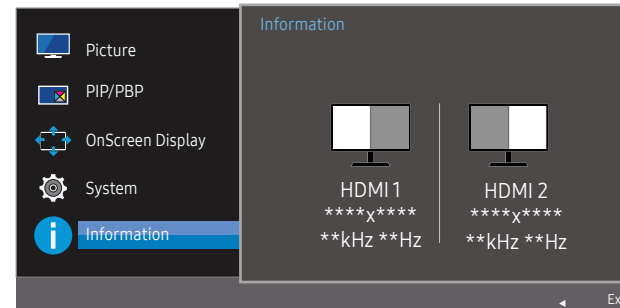 Information
Picture
PIP/PBP
OnScreen Display
System
Information
HDMI 1
****x****
**kHz **Hz
HDMI 2
****x****
**kHz **Hz